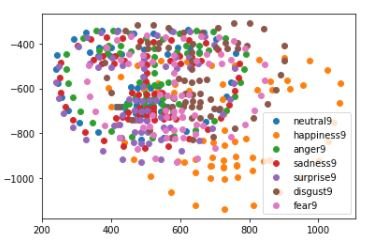 −400
−600
−800
−1000
200
400
600
800
1000
neutral9
happiness9
anger9
sadness9
surprise9
disgust9
fear9